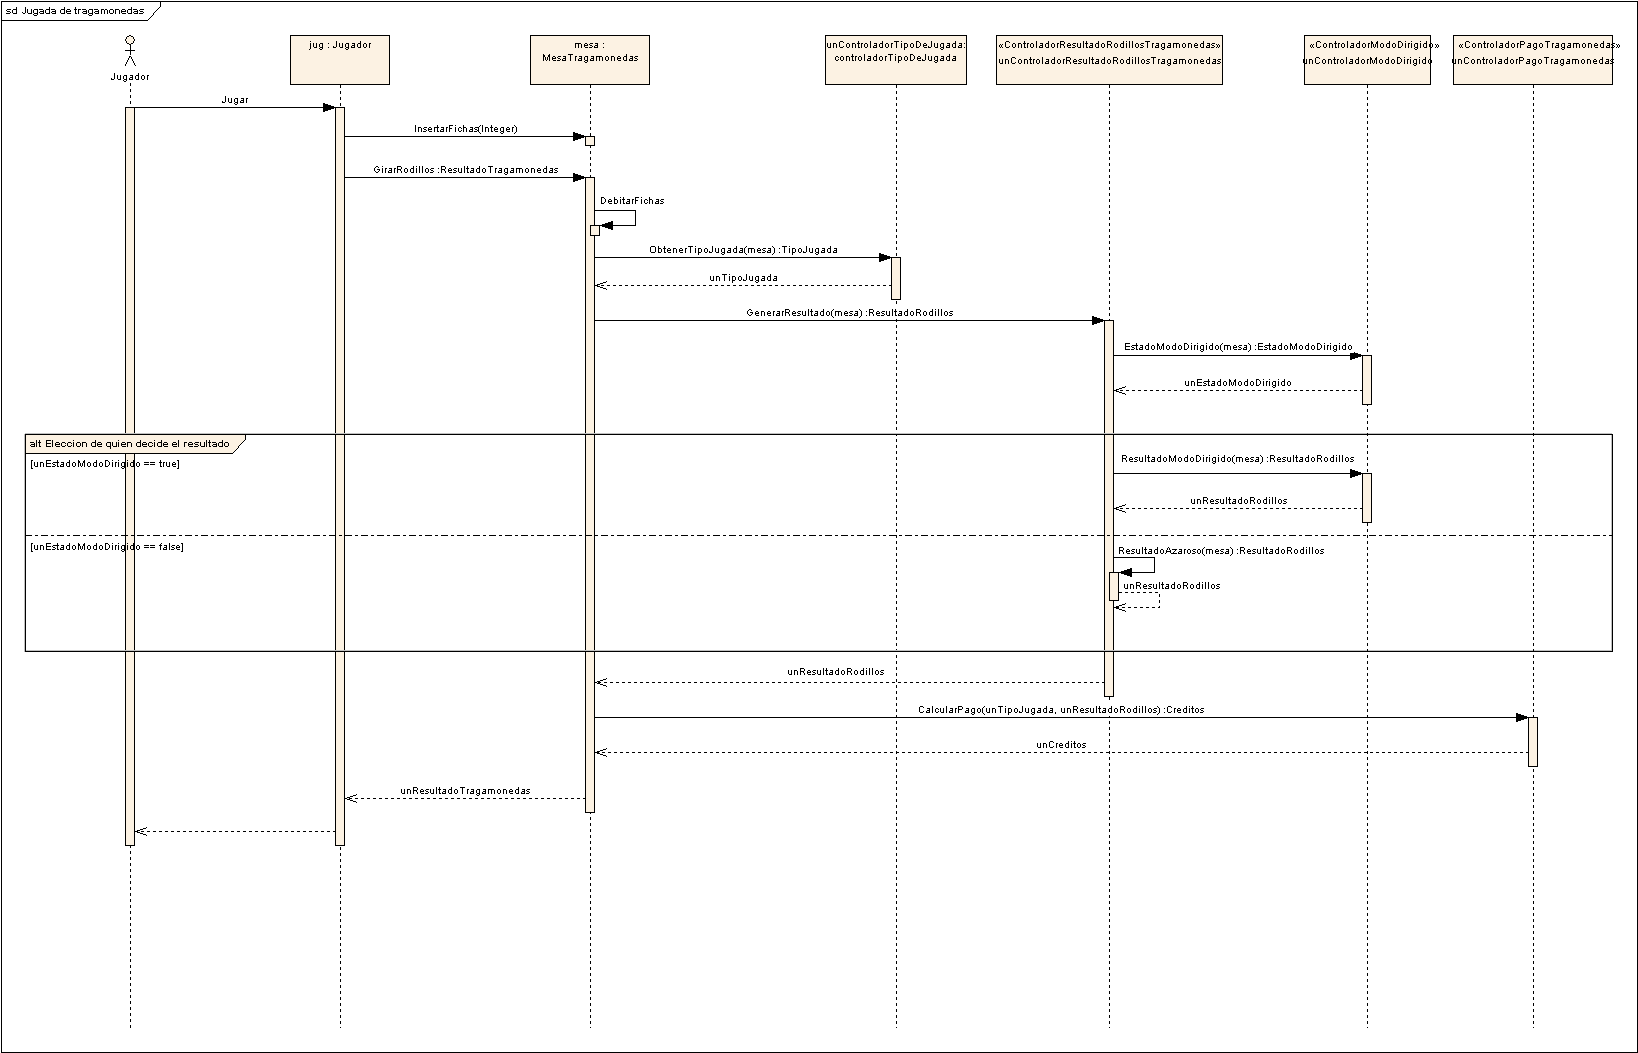 sd Jugada de tragamonedas
Jugador
jug : Jugador
mesa :
MesaTragamonedas
unControladorTipoDeJugada:
controladorTipoDeJugada
«ControladorResultadoRodillosTragamonedas»
unControladorResultadoRodillosTragamonedas
«ControladorModoDirigido»
unControladorModoDirigido
«ControladorPagoTragamonedas»
unControladorPagoTragamonedas
Jugar
InsertarFichas(Integer)
GirarRodillos :ResultadoTragamonedas
DebitarFichas
ObtenerTipoJugada(mesa) :TipoJugada
unTipoJugada
GenerarResultado(mesa) :ResultadoRodillos
EstadoModoDirigido(mesa) :EstadoModoDirigido
unEstadoModoDirigido
alt Eleccion de quien decide el resultado
[unEstadoModoDirigido == true]
ResultadoModoDirigido(mesa) :ResultadoRodillos
unResultadoRodillos
[unEstadoModoDirigido == false]
ResultadoAzaroso(mesa) :ResultadoRodillos
unResultadoRodillos
unResultadoRodillos
CalcularPago(unTipoJugada, unResultadoRodillos) :Creditos
unCreditos
unResultadoTragamonedas